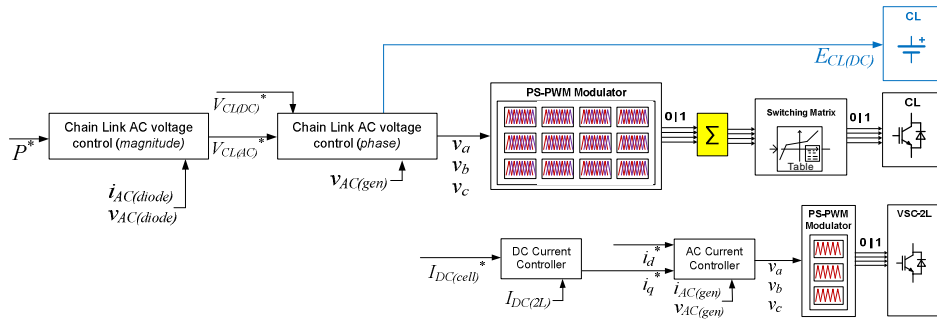 CL
+
E_CL(DC)
PS-PWM Modulator
V_CL(DC)*
P*
Chain Link AC voltage
control (magnitude)
V_CL(AC)*
Chain Link AC voltage
control (phase)
v_a
v_b
v_c
0|1
Σ
Switching Matrix
Table
0|1
CL
i_AC(diode)
v_AC(diode)
v_AC(gen)
PS-PWM
Modulator
VSC-2L
I_DC(cell)*
DC Current
Controller
I_DC(2L)
i_d*
i_q*
AC Current
Controller
i_AC(gen)
v_AC(gen)
v_a
v_b
v_c
0|1